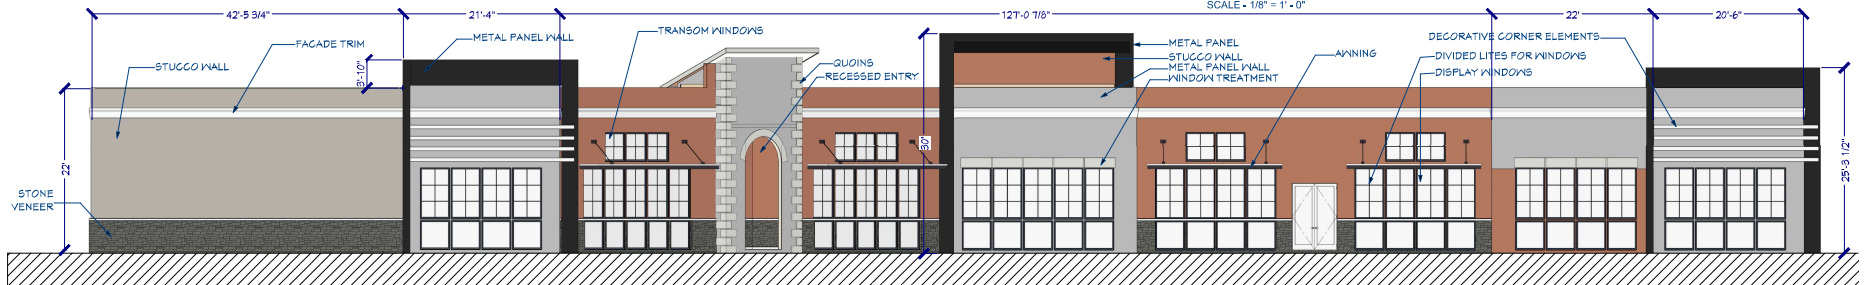 SCALE - 1/8" = 1' - 0"
42'-5 3/4"
21'-4"
127'-0 7/8"
22'
20'-6"
FACADE TRIM
METAL PANEL WALL
TRANSOM WINDOWS
STUCCO WALL
3'-10"
QUOINS
RECESSED ENTRY
METAL PANEL
STUCCO WALL
METAL PANEL WALL
WINDOW TREATMENT
AWNING
DECORATIVE CORNER ELEMENTS
DIVIDED LITES FOR WINDOWS
DISPLAY WINDOWS
22'
30'
25'-3 1/2"
STONE
VENEER